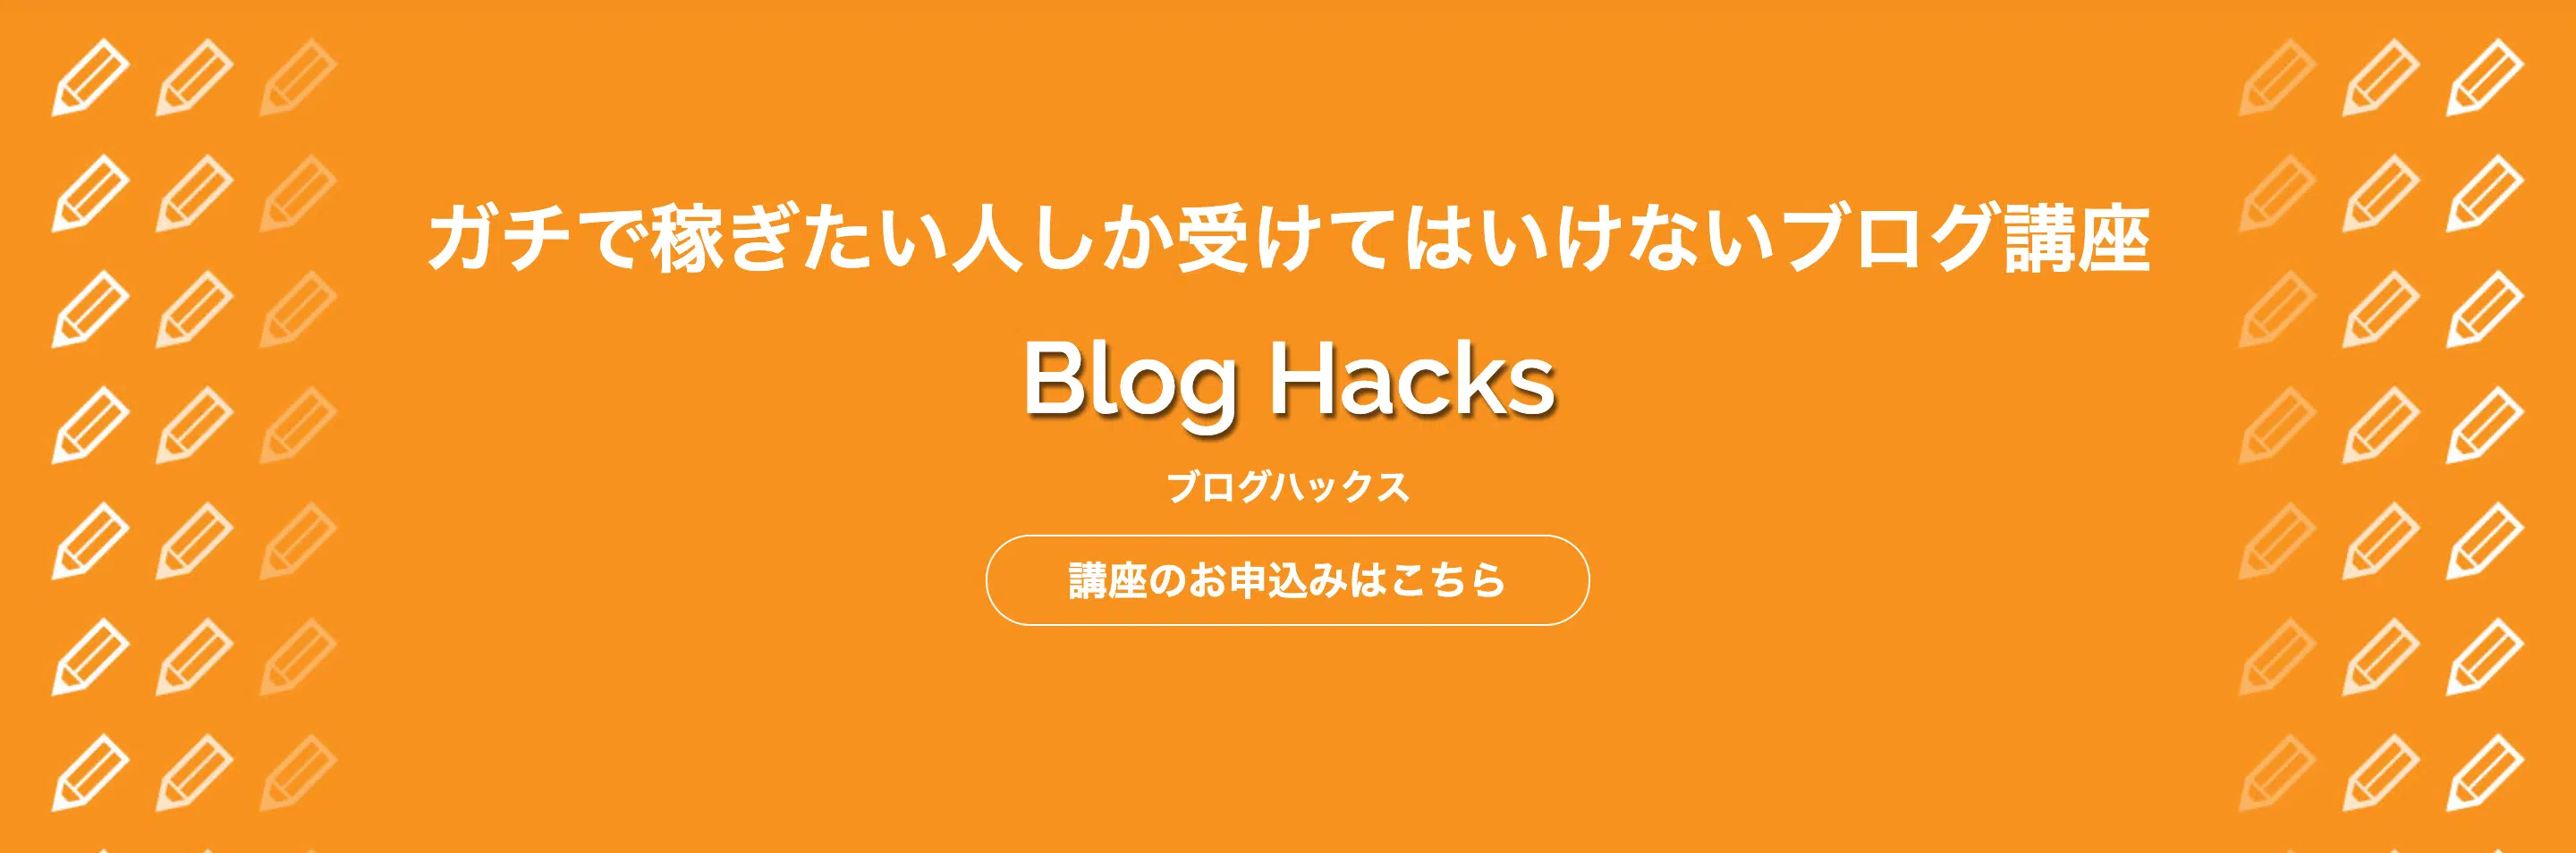 ガチで稼ぎたい人しか受けてはいけないブログ講座
Blog Hacks
ブログハックス
講座のお申込みはこちら